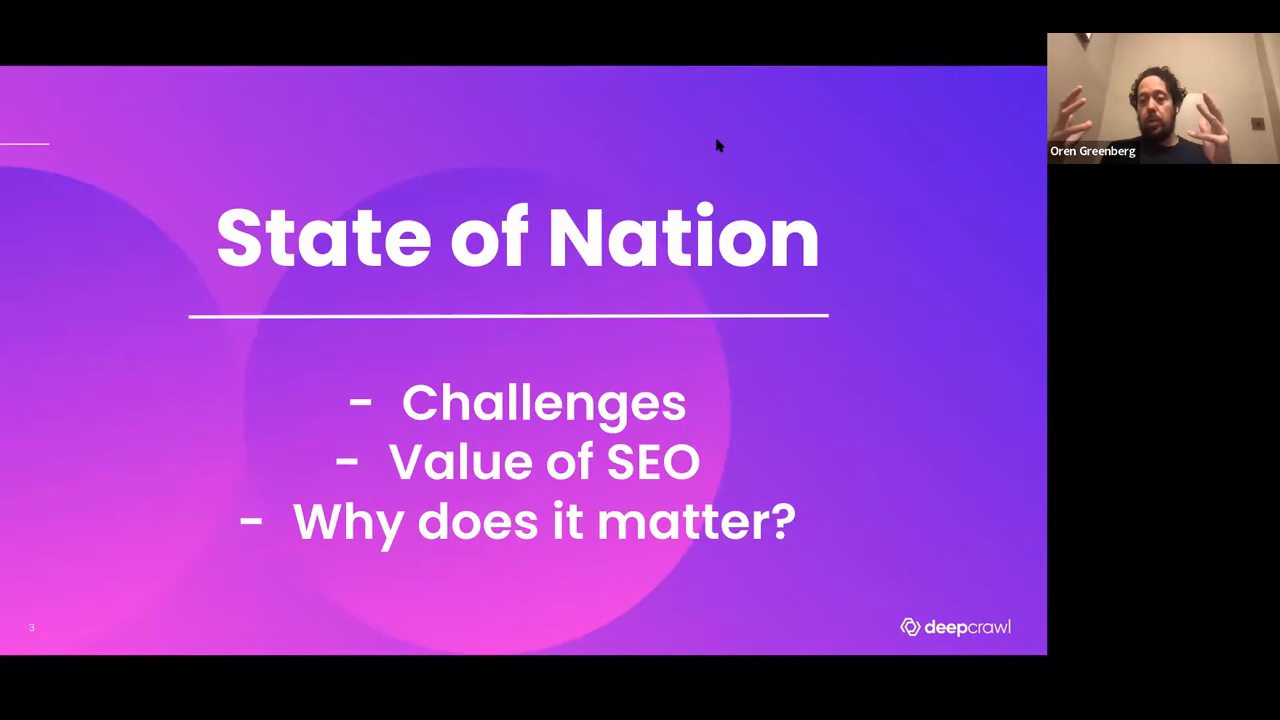 State of Nation
- Challenges
- Value of SEO
- Why does it matter?
3
deepcrawl
Oren Greenberg